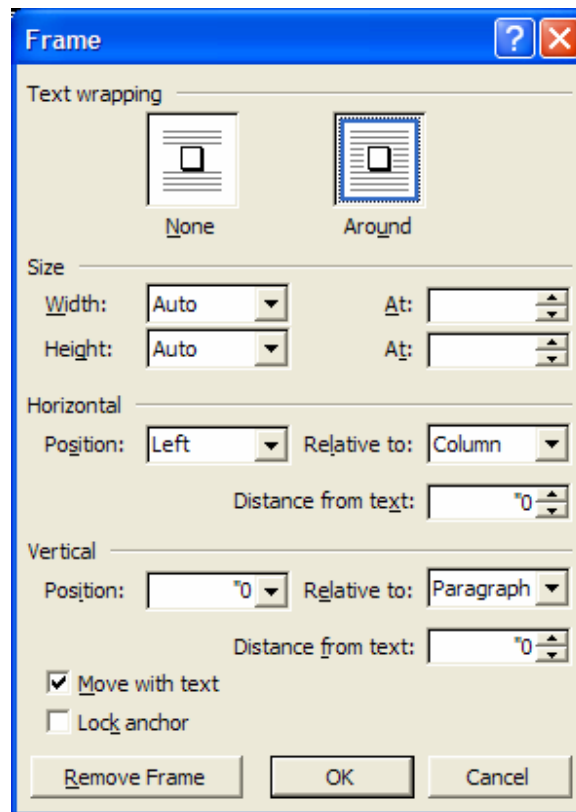 Frame
Text wrapping
None Around
Size
Width: Auto At:
Height: Auto At:
Horizontal
Position: Left Relative to: Column
Distance from text: "0
Vertical
Position: "0 Relative to: Paragraph
Distance from text: "0
Move with text
Lock anchor
Remove Frame OK Cancel